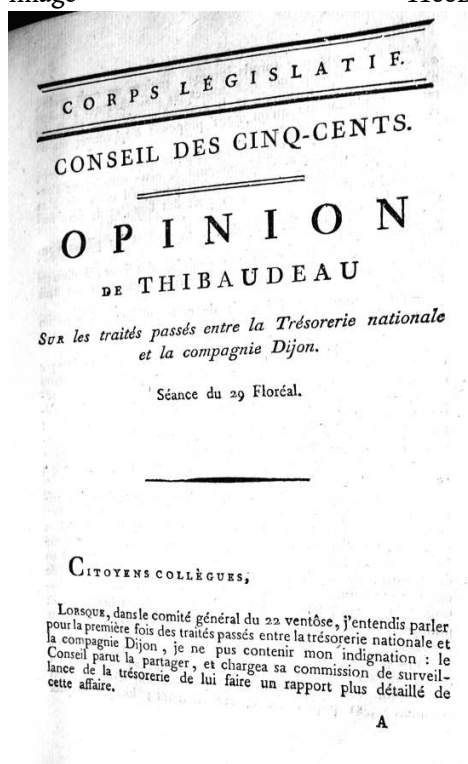 CORPS LÉGISLATIF.
CONSEIL DES CINQ-CENTS.
OPINION
DE THIBAUDEAU
SUR les traités passés entre la Trésorerie nationale
et la compagnie Dijon.
Séance du 29 Floréal.
CITOYENS COLLÈGUES,
LORSQUE, dans le comité général du 22 ventôse, j'entendis parler
pour la première fois des traités passés entre la trésorerie nationale et
la compagnie Dijon, je ne pus contenir mon indignation : le
Conseil parut la partager, et chargea sa commission de surveil-
lance de la trésorerie de lui faire un rapport plus détaillé de
cette affaire.
A